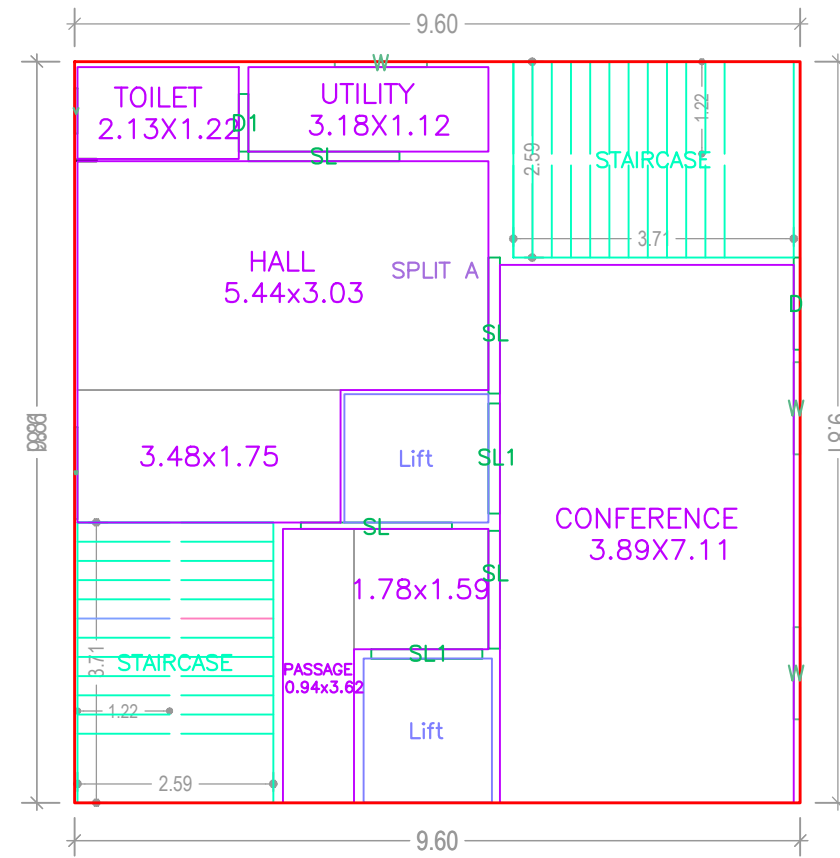 9.60
W
TOILET
2.13X1.22
D1
UTILITY
3.18X1.12
SL
1.22
2.59
STAIRCASE
3.71
HALL
5.44x3.03
SPLIT A
SL
D
W
3.48x1.75
Lift
SL1
SL
CONFERENCE
3.89X7.11
1.78x1.59
SL
SL1
STAIRCASE
3.71
PASSAGE
0.94x3.62
1.22
Lift
W
2.59
9.60